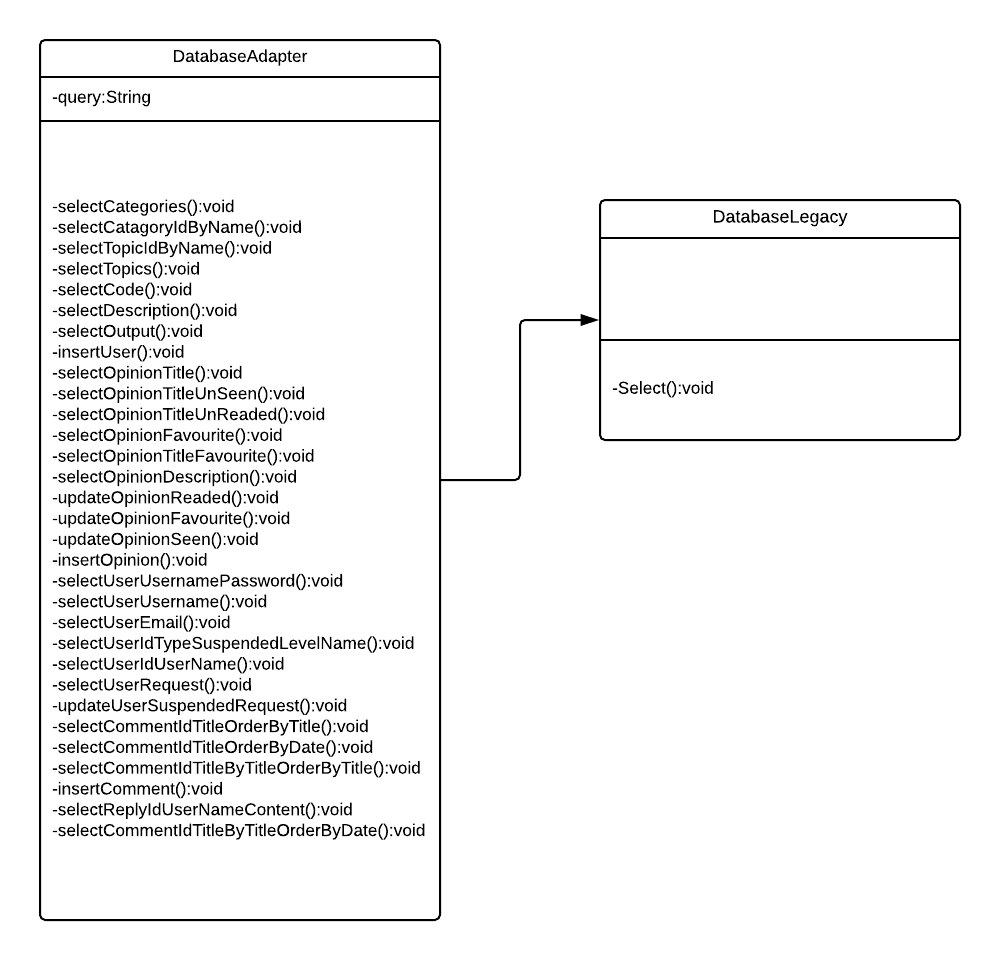 DatabaseAdapter
-query:String
-selectCategories():void
-selectCatagoryIdByName():void
-selectTopicIdByName():void
-selectTopics():void
-selectCode():void
-selectDescription():void
-selectOutput():void
-insertUser():void
-selectOpinionTitle():void
-selectOpinionTitleUnSeen():void
-selectOpinionTitleUnReaded():void
-selectOpinionFavourite():void
-selectOpinionTitleFavourite():void
-selectOpinionDescription():void
-updateOpinionReaded():void
-updateOpinionFavourite():void
-updateOpinionSeen():void
-insertOpinion():void
-selectUserUsernamePassword():void
-selectUserUsername():void
-selectUserEmail():void
-selectUserIdTypeSuspendedLevelName():void
-selectUserIdUserName():void
-selectUserRequest():void
-updateUserSuspendedRequest():void
-selectCommentIdTitleOrderByTitle():void
-selectCommentIdTitleOrderByDate():void
-selectCommentIdTitleByTitleOrderByTitle():void
-insertComment():void
-selectReplyIdUserNameContent():void
-selectCommentIdTitleByTitleOrderByDate():void
DatabaseLegacy
-Select():void